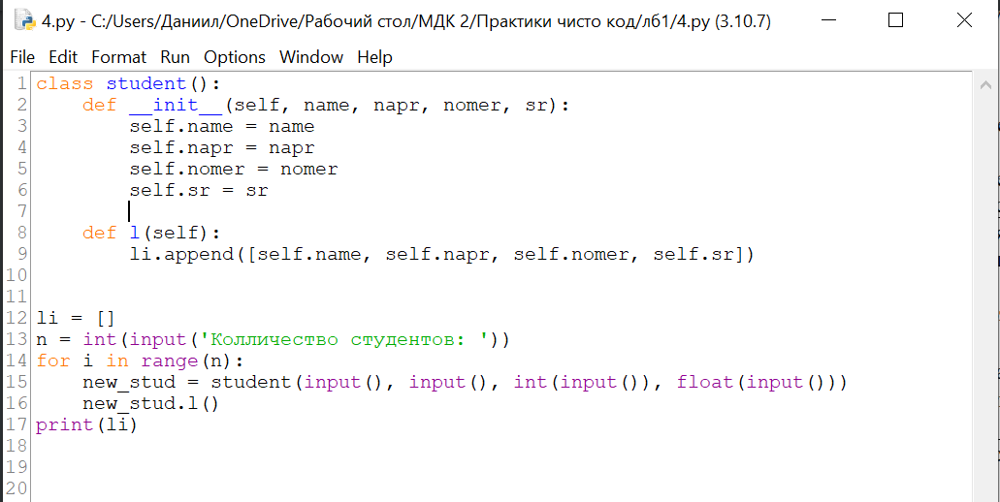 4.py - C:/Users/Даниил/OneDrive/Рабочий стол/МДК 2/Практики чисто код/лб1/4.py (3.10.7)
File Edit Format Run Options Window Help
1 class student():
2     def __init__(self, name, napr, nomer, sr):
3         self.name = name
4         self.napr = napr
5         self.nomer = nomer
6         self.sr = sr
7
8     def l(self):
9         li.append([self.name, self.napr, self.nomer, self.sr])
10
11
12 li = []
13 n = int(input('Колличество студентов: '))
14 for i in range(n):
15     new_stud = student(input(), input(), int(input()), float(input()))
16     new_stud.l()
17 print(li)
18
19
20